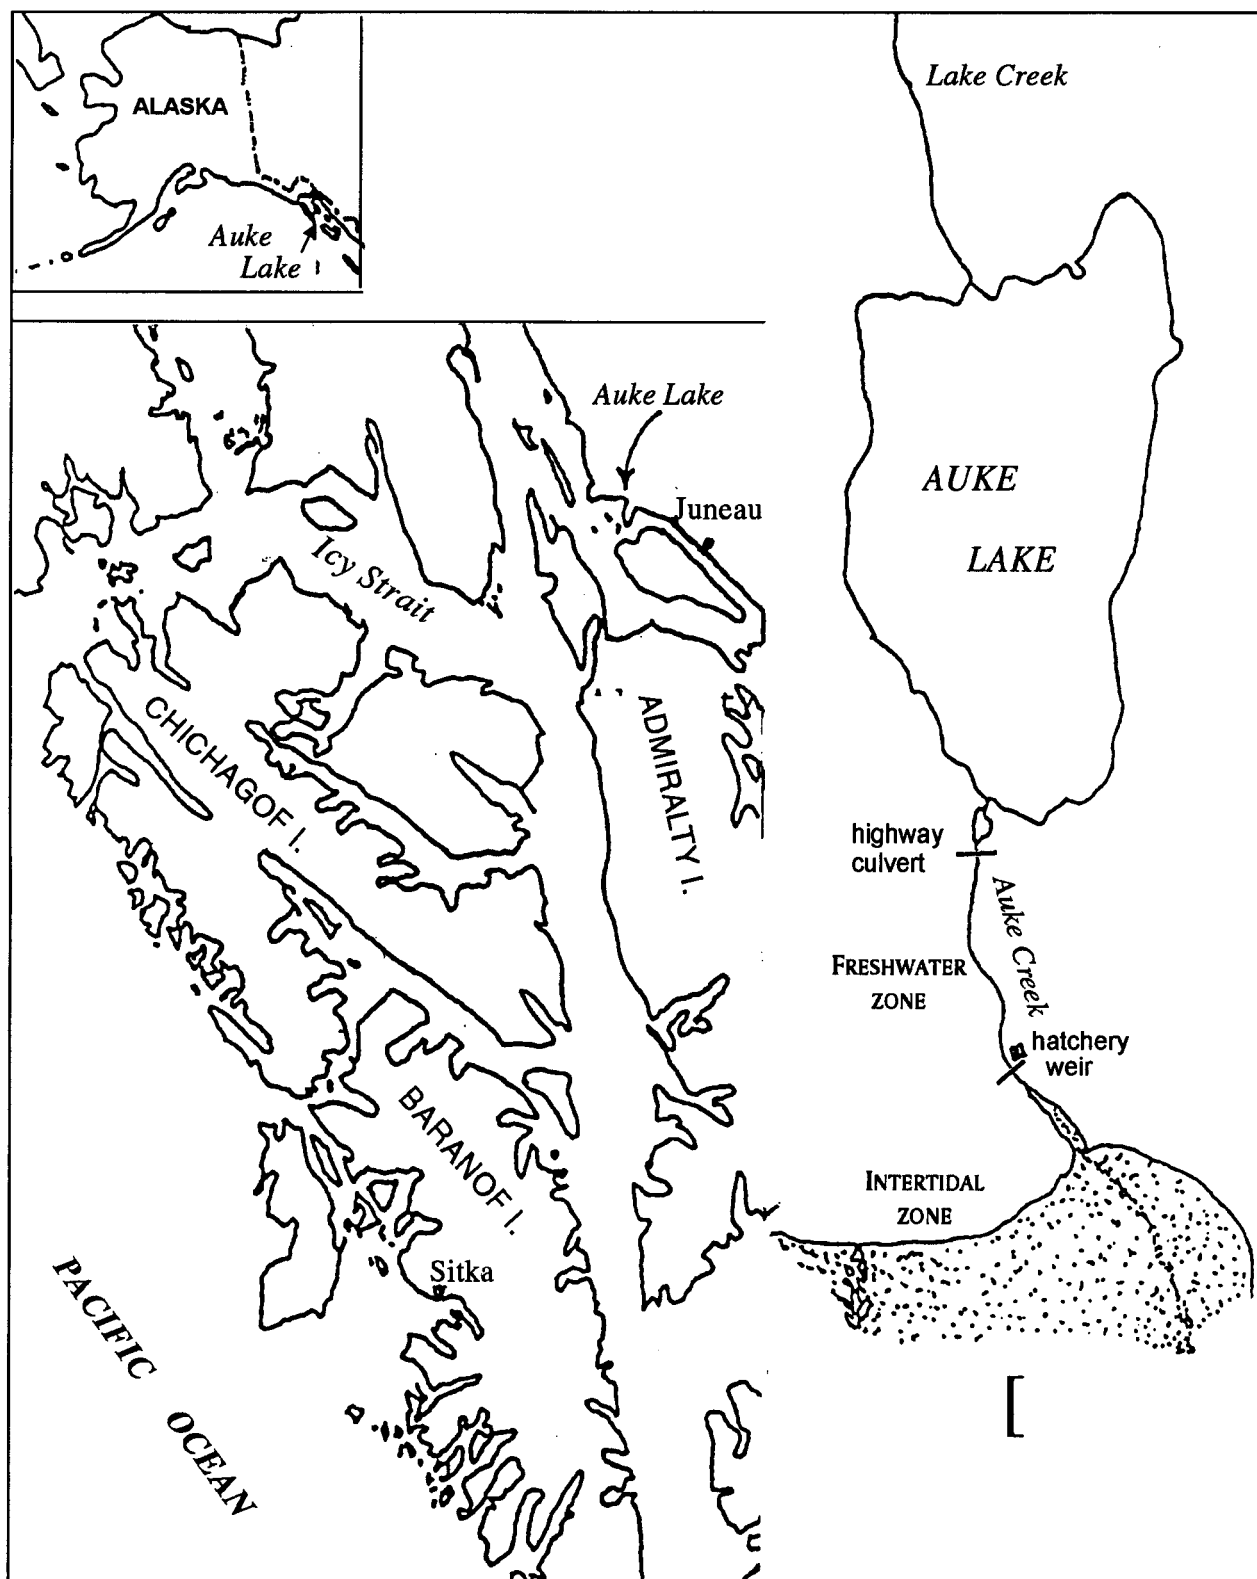 ALASKA
Auke
Lake
Lake Creek
Auke Lake
Juneau
Icy Strait
CHICHAGOF I.
ADMIRALTY I.
BARANOF I.
Sitka
PACIFIC
OCEAN
AUKE
LAKE
highway
culvert
Auke Creek
FRESHWATER
ZONE
hatchery
weir
INTERTIDAL
ZONE